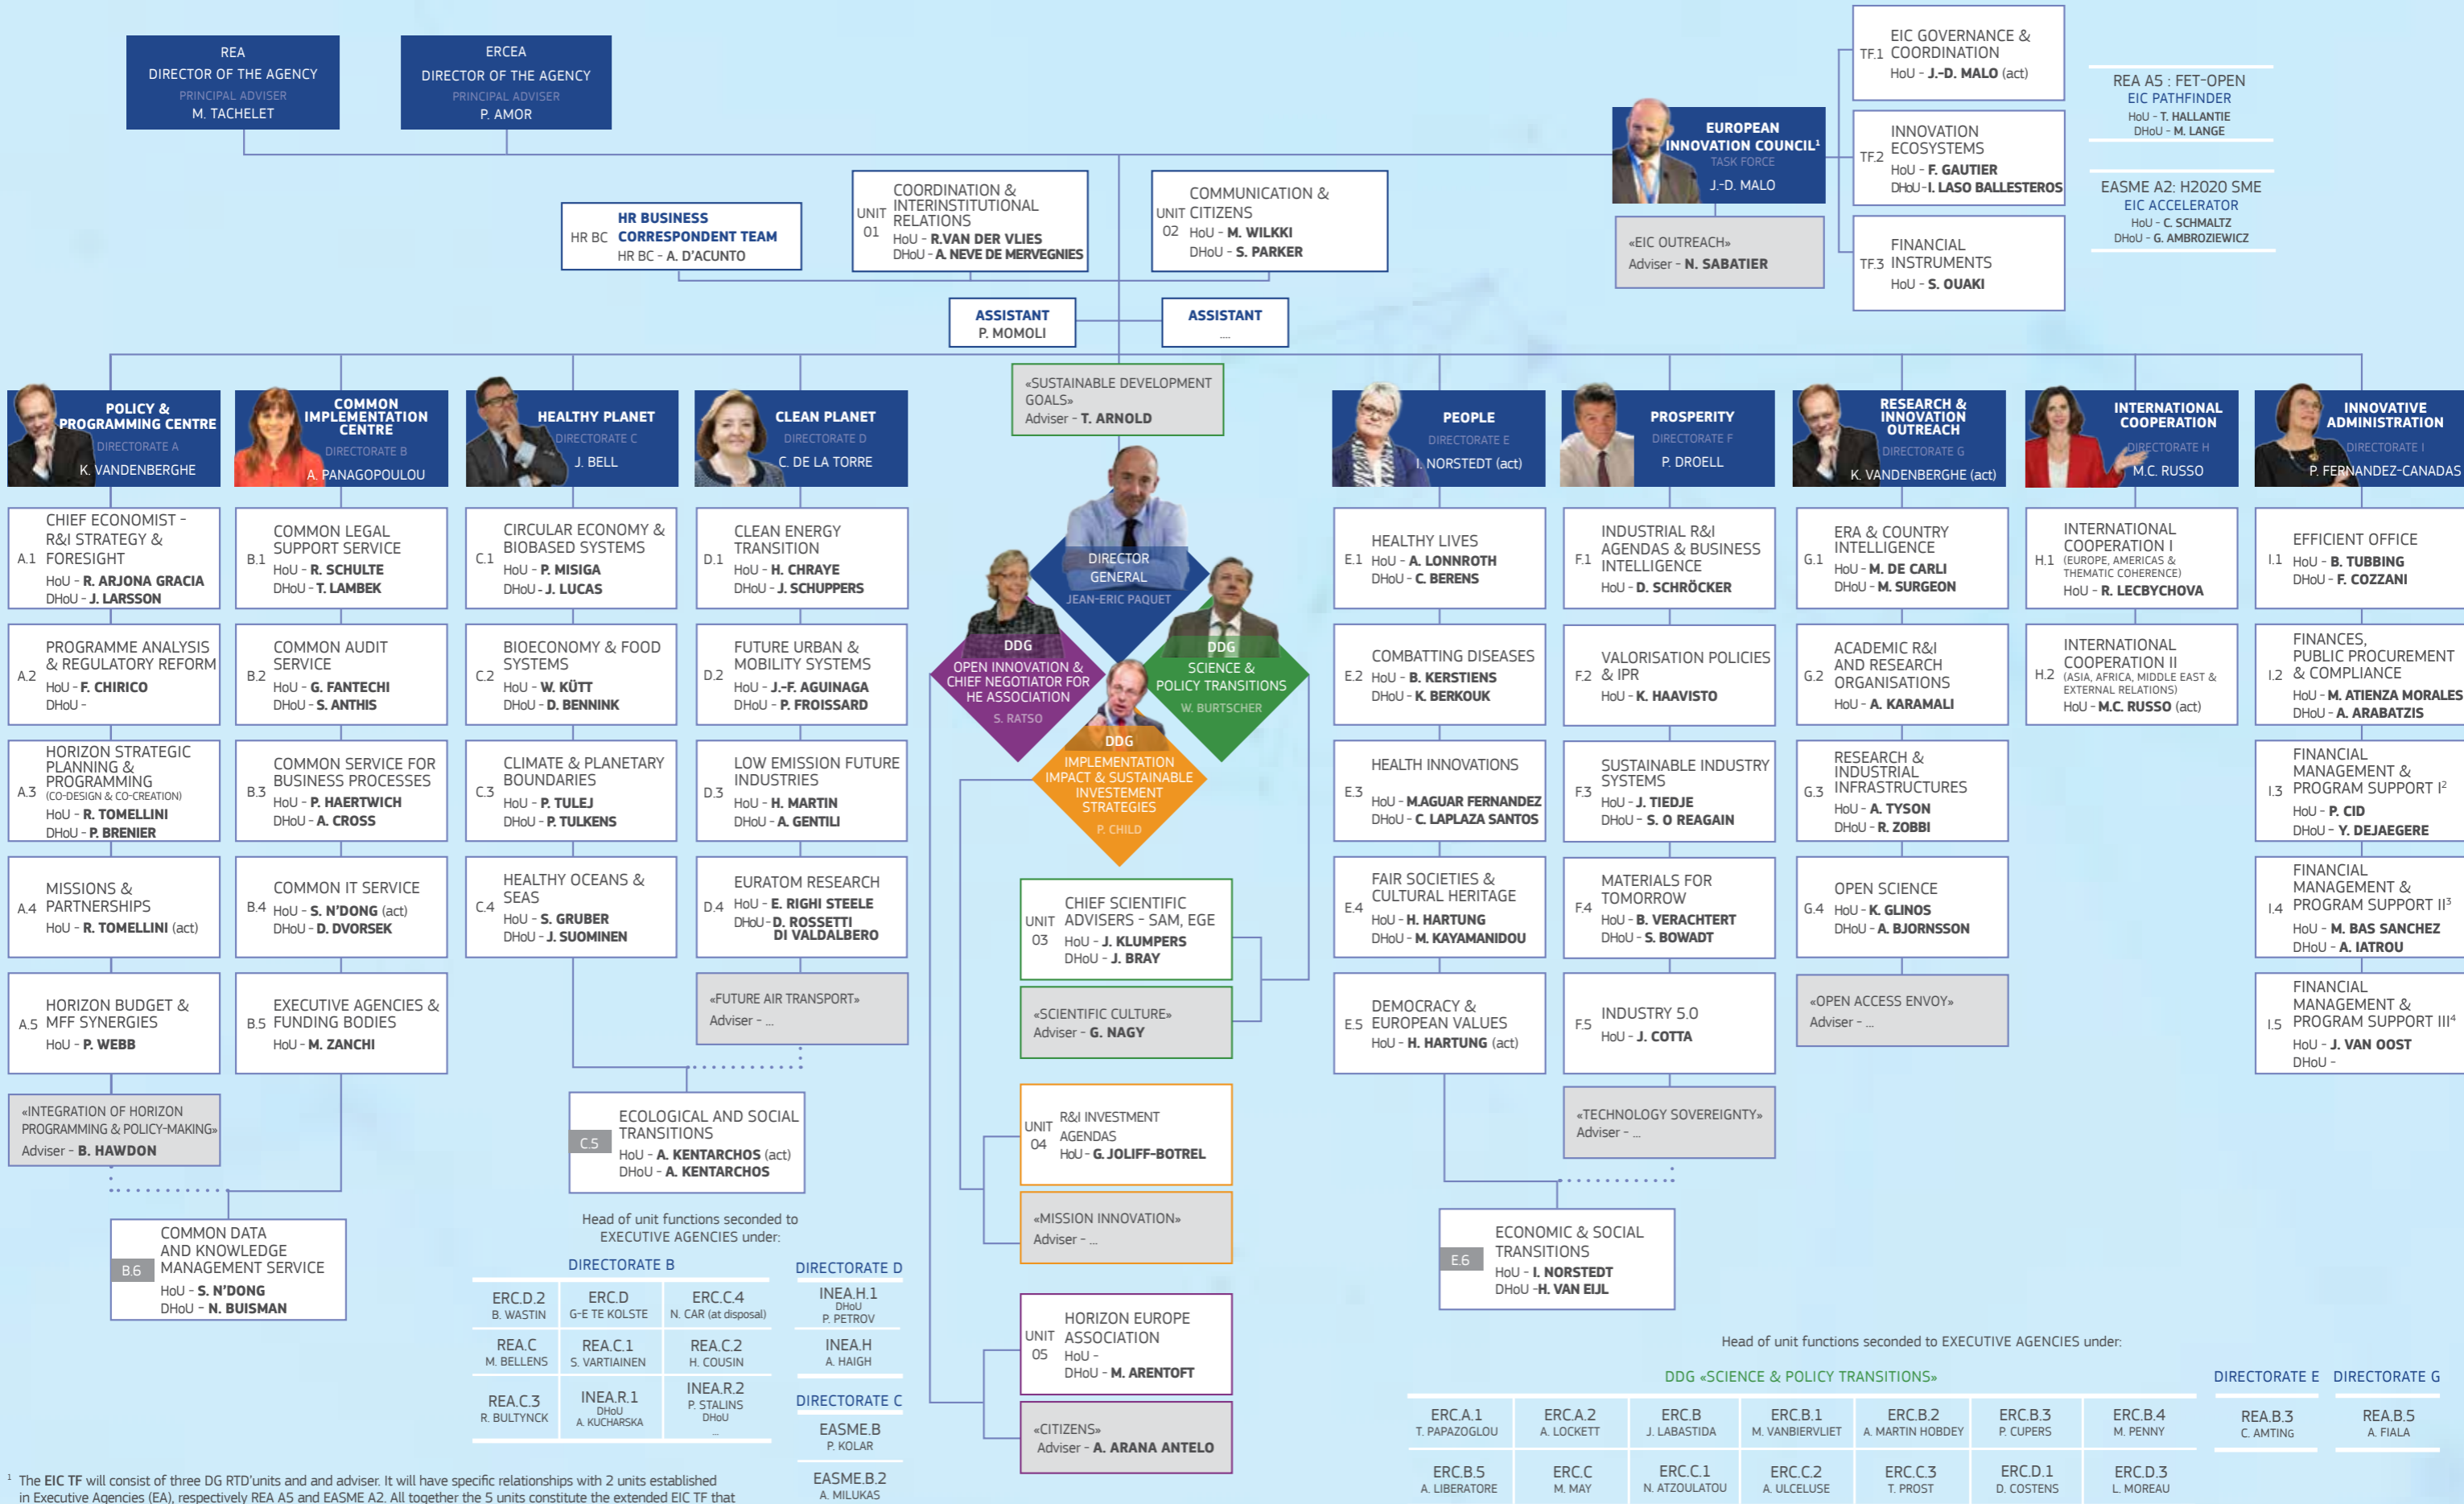 REA
DIRECTOR OF THE AGENCY
PRINCIPAL ADVISER
M. TACHELET
ERCEA
DIRECTOR OF THE AGENCY
PRINCIPAL ADVISER
P. AMOR
EUROPEAN
INNOVATION COUNCIL¹
TASK FORCE
J.-D. MALO
«EIC OUTREACH»
Adviser - N. SABATIER
TF.1
EIC GOVERNANCE &
COORDINATION
HoU - J.-D. MALO (act)
TF.2
INNOVATION
ECOSYSTEMS
HoU - F. GAUTIER
DHoU - I. LASO BALLESTEROS
TF.3
FINANCIAL
INSTRUMENTS
HoU - S. OUAKI
REA A5 : FET-OPEN
EIC PATHFINDER
HoU - T. HALLANTIE
DHoU - M. LANGE
EASME A2: H2020 SME
EIC ACCELERATOR
HoU - C. SCHMALTZ
DHoU - G. AMBROZIEWICZ
HR BC
HR BUSINESS
CORRESPONDENT TEAM
HR BC - A. D'ACUNTO
UNIT
01
COORDINATION &
INTERINSTITUTIONAL
RELATIONS
HoU - R.VAN DER VLIES
DHoU - A. NEVE DE MERVEGNIES
UNIT
02
COMMUNICATION &
CITIZENS
HoU - M. WILKKI
DHoU - S. PARKER
ASSISTANT
P. MOMOLI
ASSISTANT
....
«SUSTAINABLE DEVELOPMENT
GOALS»
Adviser - T. ARNOLD
POLICY &
PROGRAMMING CENTRE
DIRECTORATE A
K. VANDENBERGHE
A.1
CHIEF ECONOMIST -
R&I STRATEGY &
FORESIGHT
HoU - R. ARJONA GRACIA
DHoU - J. LARSSON
A.2
PROGRAMME ANALYSIS
& REGULATORY REFORM
HoU - F. CHIRICO
DHoU -
A.3
HORIZON STRATEGIC
PLANNING &
PROGRAMMING
(CO-DESIGN & CO-CREATION)
HoU - R. TOMELLINI
DHoU - P. BRENIER
A.4
MISSIONS &
PARTNERSHIPS
HoU - R. TOMELLINI (act)
A.5
HORIZON BUDGET &
MFF SYNERGIES
HoU - P. WEBB
«INTEGRATION OF HORIZON
PROGRAMMING & POLICY-MAKING»
Adviser - B. HAWDON
COMMON
IMPLEMENTATION
CENTRE
DIRECTORATE B
A. PANAGOPOULOU
B.1
COMMON LEGAL
SUPPORT SERVICE
HoU - R. SCHULTE
DHoU - T. LAMBEK
B.2
COMMON AUDIT
SERVICE
HoU - G. FANTECHI
DHoU - S. ANTHIS
B.3
COMMON SERVICE FOR
BUSINESS PROCESSES
HoU - P. HAERTWICH
DHoU - A. CROSS
B.4
COMMON IT SERVICE
HoU - S. N'DONG (act)
DHoU - D. DVORSEK
B.5
EXECUTIVE AGENCIES &
FUNDING BODIES
HoU - M. ZANCHI
B.6
COMMON DATA
AND KNOWLEDGE
MANAGEMENT SERVICE
HoU - S. N'DONG
DHoU - N. BUISMAN
HEALTHY PLANET
DIRECTORATE C
J. BELL
C.1
CIRCULAR ECONOMY &
BIOBASED SYSTEMS
HoU - P. MISIGA
DHoU - J. LUCAS
C.2
BIOECONOMY & FOOD
SYSTEMS
HoU - W. KÜTT
DHoU - D. BENNINK
C.3
CLIMATE & PLANETARY
BOUNDARIES
HoU - P. TULEJ
DHoU - P. TULKENS
C.4
HEALTHY OCEANS &
SEAS
HoU - S. GRUBER
DHoU - J. SUOMINEN
CLEAN PLANET
DIRECTORATE D
C. DE LA TORRE
D.1
CLEAN ENERGY
TRANSITION
HoU - H. CHRAYE
DHoU - J. SCHUPPERS
D.2
FUTURE URBAN &
MOBILITY SYSTEMS
HoU - J.-F. AGUINAGA
DHoU - P. FROISSARD
D.3
LOW EMISSION FUTURE
INDUSTRIES
HoU - H. MARTIN
DHoU - A. GENTILI
D.4
EURATOM RESEARCH
HoU - E. RIGHI STEELE
DHoU - D. ROSSETTI
DI VALDALBERO
«FUTURE AIR TRANSPORT»
Adviser - ...
C.5
ECOLOGICAL AND SOCIAL
TRANSITIONS
HoU - A. KENTARCHOS (act)
DHoU - A. KENTARCHOS
DIRECTOR
GENERAL
JEAN-ERIC PAQUET
DDG
OPEN INNOVATION &
CHIEF NEGOTIATOR FOR
HE ASSOCIATION
S. RATSO
DDG
SCIENCE &
POLICY TRANSITIONS
W. BURTSCHER
DDG
IMPLEMENTATION
IMPACT & SUSTAINABLE
INVESTEMENT
STRATEGIES
P. CHILD
UNIT
03
CHIEF SCIENTIFIC
ADVISERS - SAM, EGE
HoU - J. KLUMPERS
DHoU - J. BRAY
«SCIENTIFIC CULTURE»
Adviser - G. NAGY
UNIT
04
R&I INVESTMENT
AGENDAS
HoU - G. JOLIFF-BOTREL
«MISSION INNOVATION»
Adviser - ...
UNIT
05
HORIZON EUROPE
ASSOCIATION
HoU -
DHoU - M. ARENTOFT
«CITIZENS»
Adviser - A. ARANA ANTELO
PEOPLE
DIRECTORATE E
I. NORSTEDT (act)
E.1
HEALTHY LIVES
HoU - A. LONNROTH
DHoU - C. BERENS
E.2
COMBATTING DISEASES
HoU - B. KERSTIENS
DHoU - K. BERKOUK
E.3
HEALTH INNOVATIONS
HoU - M.AGUAR FERNANDEZ
DHoU - C. LAPLAZA SANTOS
E.4
FAIR SOCIETIES &
CULTURAL HERITAGE
HoU - H. HARTUNG
DHoU - M. KAYAMANIDOU
E.5
DEMOCRACY &
EUROPEAN VALUES
HoU - H. HARTUNG (act)
PROSPERITY
DIRECTORATE F
P. DROELL
F.1
INDUSTRIAL R&I
AGENDAS & BUSINESS
INTELLIGENCE
HoU - D. SCHRÖCKER
F.2
VALORISATION POLICIES
& IPR
HoU - K. HAAVISTO
F.3
SUSTAINABLE INDUSTRY
SYSTEMS
HoU - J. TIEDJE
DHoU - S. O REAGAIN
F.4
MATERIALS FOR
TOMORROW
HoU - B. VERACHTERT
DHoU - S. BOWADT
F.5
INDUSTRY 5.0
HoU - J. COTTA
«TECHNOLOGY SOVEREIGNTY»
Adviser - ...
E.6
ECONOMIC & SOCIAL
TRANSITIONS
HoU - I. NORSTEDT
DHoU -H. VAN EIJL
RESEARCH &
INNOVATION
OUTREACH
DIRECTORATE G
K. VANDENBERGHE (act)
G.1
ERA & COUNTRY
INTELLIGENCE
HoU - M. DE CARLI
DHoU - M. SURGEON
G.2
ACADEMIC R&I
AND RESEARCH
ORGANISATIONS
HoU - A. KARAMALI
G.3
RESEARCH &
INDUSTRIAL
INFRASTRUCTURES
HoU - A. TYSON
DHoU - R. ZOBBI
G.4
OPEN SCIENCE
HoU - K. GLINOS
DHoU - A. BJORNSSON
«OPEN ACCESS ENVOY»
Adviser - ...
INTERNATIONAL
COOPERATION
DIRECTORATE H
M.C. RUSSO
H.1
INTERNATIONAL
COOPERATION I
(EUROPE, AMERICAS &
THEMATIC COHERENCE)
HoU - R. LECBYCHOVA
H.2
INTERNATIONAL
COOPERATION II
(ASIA, AFRICA, MIDDLE EAST &
EXTERNAL RELATIONS)
HoU - M.C. RUSSO (act)
INNOVATIVE
ADMINISTRATION
DIRECTORATE I
P. FERNANDEZ-CANADAS
I.1
EFFICIENT OFFICE
HoU - B. TUBBING
DHoU - F. COZZANI
I.2
FINANCES,
PUBLIC PROCUREMENT
& COMPLIANCE
HoU - M. ATIENZA MORALES
DHoU - A. ARABATZIS
I.3
FINANCIAL
MANAGEMENT &
PROGRAM SUPPORT I²
HoU - P. CID
DHoU - Y. DEJAEGERE
I.4
FINANCIAL
MANAGEMENT &
PROGRAM SUPPORT II³
HoU - M. BAS SANCHEZ
DHoU - A. IATROU
I.5
FINANCIAL
MANAGEMENT &
PROGRAM SUPPORT III⁴
HoU - J. VAN OOST
DHoU -
Head of unit functions seconded to
EXECUTIVE AGENCIES under:
DIRECTORATE B
ERC.D.2
B. WASTIN
ERC.D
G-E TE KOLSTE
ERC.C.4
N. CAR (at disposal)
REA.C
M. BELLENS
REA.C.1
S. VARTIAINEN
REA.C.2
H. COUSIN
REA.C.3
R. BULTYNCK
INEA.R.1
DHoU
A. KUCHARSKA
INEA.R.2
P. STALINS
DHoU
...
DIRECTORATE D
INEA.H.1
DHoU
P. PETROV
INEA.H
A. HAIGH
DIRECTORATE C
EASME.B
P. KOLAR
EASME.B.2
A. MILUKAS
Head of unit functions seconded to EXECUTIVE AGENCIES under:
DDG «SCIENCE & POLICY TRANSITIONS»
ERC.A.1
T. PAPAZOGLOU
ERC.A.2
A. LOCKETT
ERC.B
J. LABASTIDA
ERC.B.1
M. VANBIERVLIET
ERC.B.2
A. MARTIN HOBDEY
ERC.B.3
P. CUPERS
ERC.B.4
M. PENNY
ERC.B.5
A. LIBERATORE
ERC.C
M. MAY
ERC.C.1
N. ATZOULATOU
ERC.C.2
A. ULCELUSE
ERC.C.3
T. PROST
ERC.D.1
D. COSTENS
ERC.D.3
L. MOREAU
DIRECTORATE E
REA.B.3
C. AMTING
DIRECTORATE G
REA.B.5
A. FIALA
¹ The EIC TF will consist of three DG RTD'units and and adviser. It will have specific relationships with 2 units established
in Executive Agencies (EA), respectively REA A5 and EASME A2. All together the 5 units constitute the extended EIC TF that